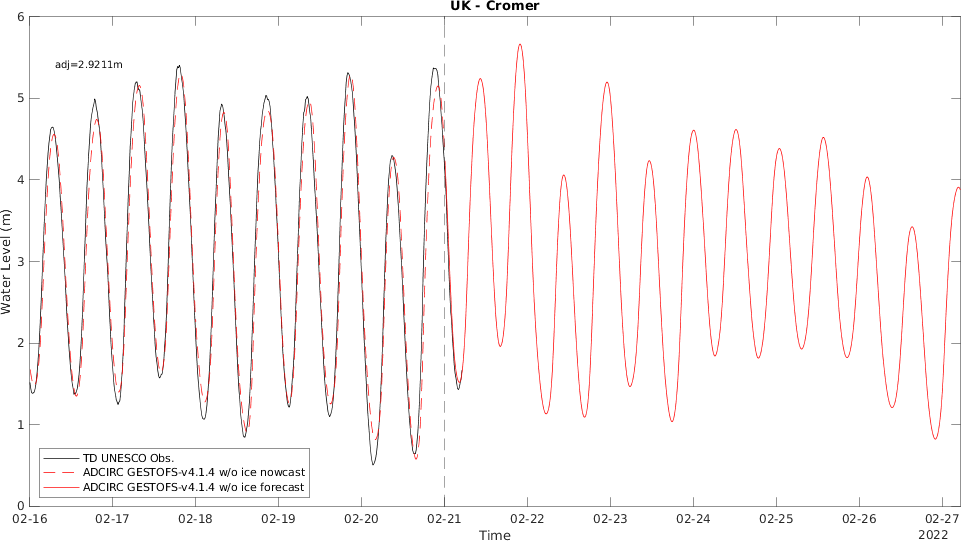 UK - Cromer
6
adj=2.9211m
5
4
3
2
1
0
Water Level (m)
TD UNESCO Obs.
ADCIRC GESTOFS-v4.1.4 w/o ice nowcast
ADCIRC GESTOFS-v4.1.4 w/o ice forecast
02-16 02-17 02-18 02-19 02-20 02-21 02-22 02-23 02-24 02-25 02-26 02-27
Time
2022